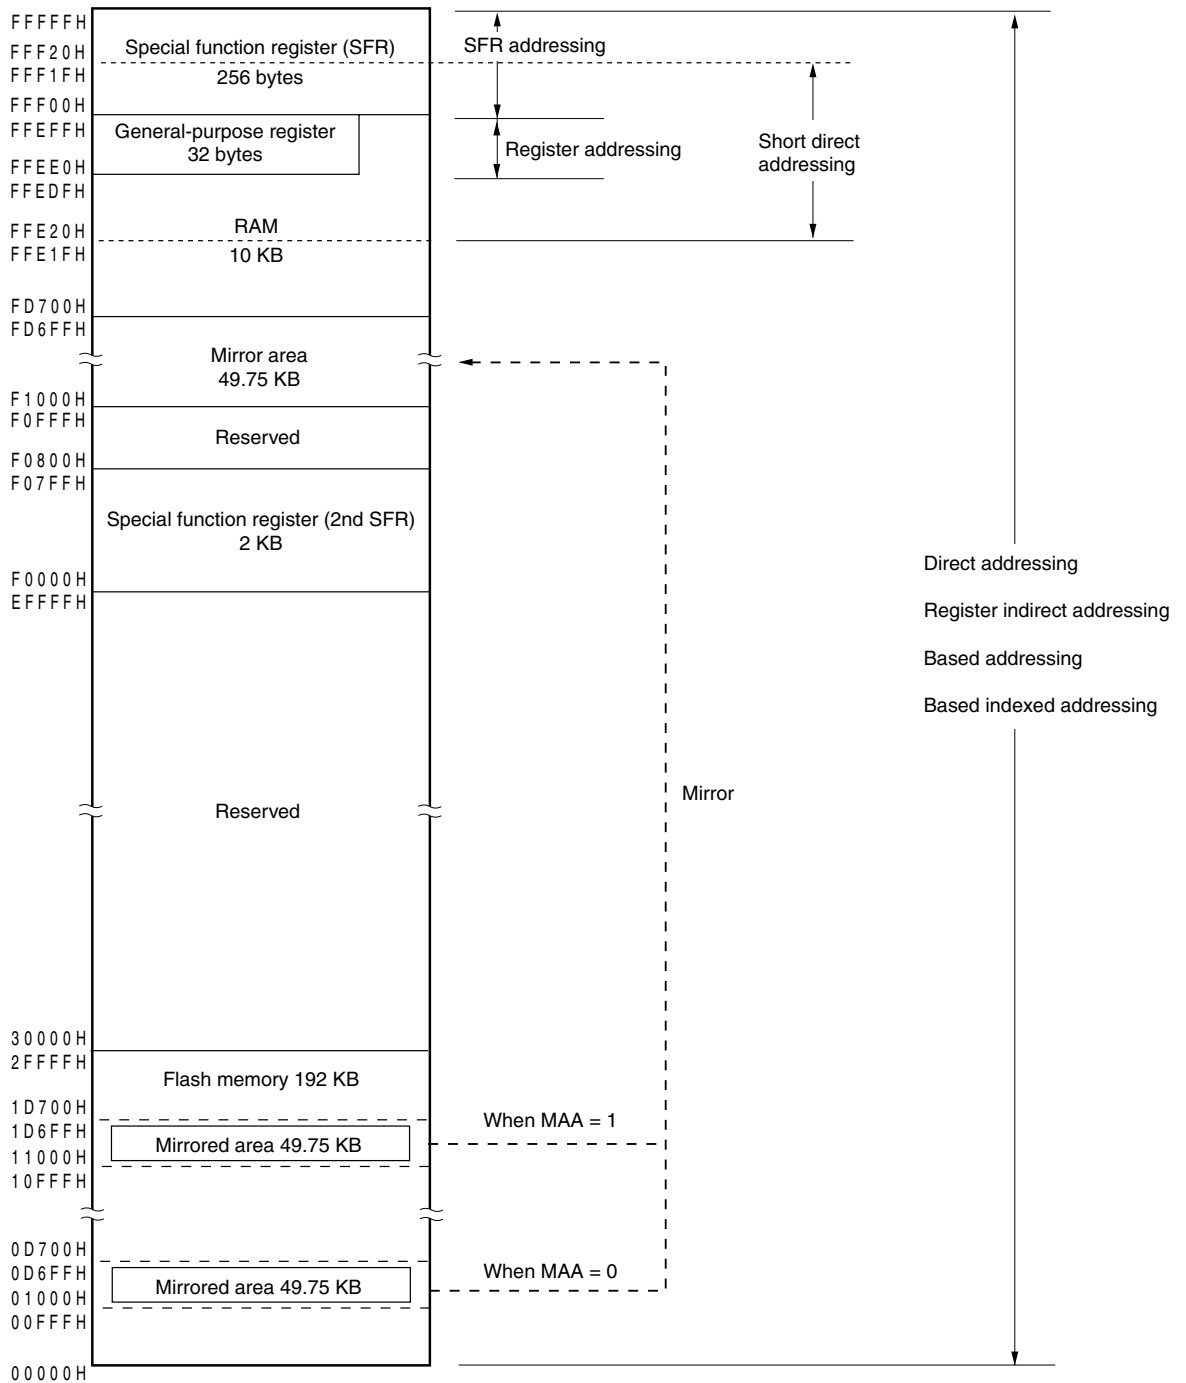 FFFFFH
FFF20H
Special function register (SFR)
SFR addressing
FFF1FH
256 bytes
FFF00H
FFEFFH
General-purpose register
32 bytes
Register addressing
Short direct
addressing
FFEE0H
FFEDFH
FFE20H
RAM
FFE1FH
10 KB
FD700H
FD6FFH
Mirror area
49.75 KB
F1000H
F0FFFH
Reserved
F0800H
F07FFH
Special function register (2nd SFR)
2 KB
F0000H
EFFFFH
Direct addressing
Register indirect addressing
Based addressing
Based indexed addressing
Mirror
Reserved
30000H
2FFFFH
Flash memory 192 KB
1D700H
1D6FFH
When MAA = 1
Mirrored area 49.75 KB
11000H
10FFFH
0D700H
0D6FFH
When MAA = 0
Mirrored area 49.75 KB
01000H
00FFFH
00000H